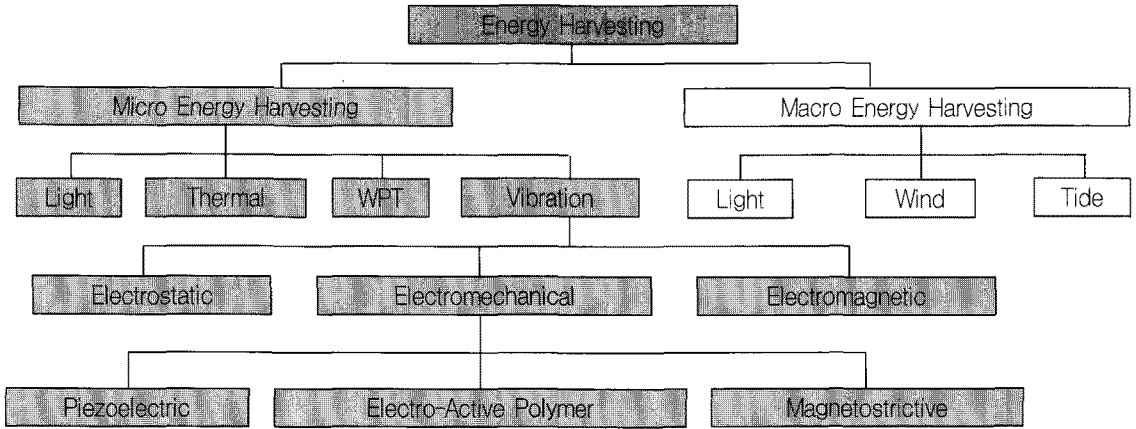 Energy Harvesting
Micro Energy Harvesting
Macro Energy Harvesting
Light
Thermal
WPT
Vibration
Light
Wind
Tide
Electrostatic
Electromechanical
Electromagnetic
Piezoelectric
Electro-Active Polymer
Magnetostrictive